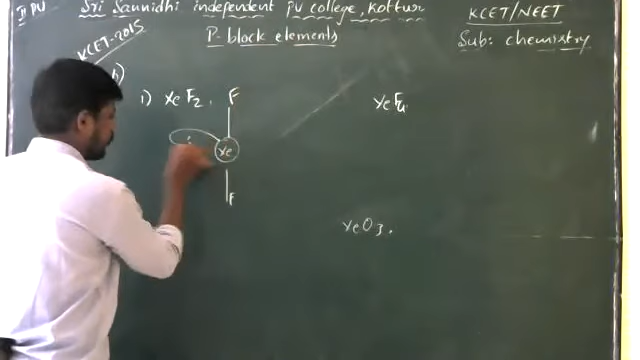 II PU
Sri Sannidhi independent pu college, Kottur
KCET/NEET
P-block elements
Sub: chemistry
KCET-2015
1) XeF2,
F
XeF4
Xe
F
XeO3.